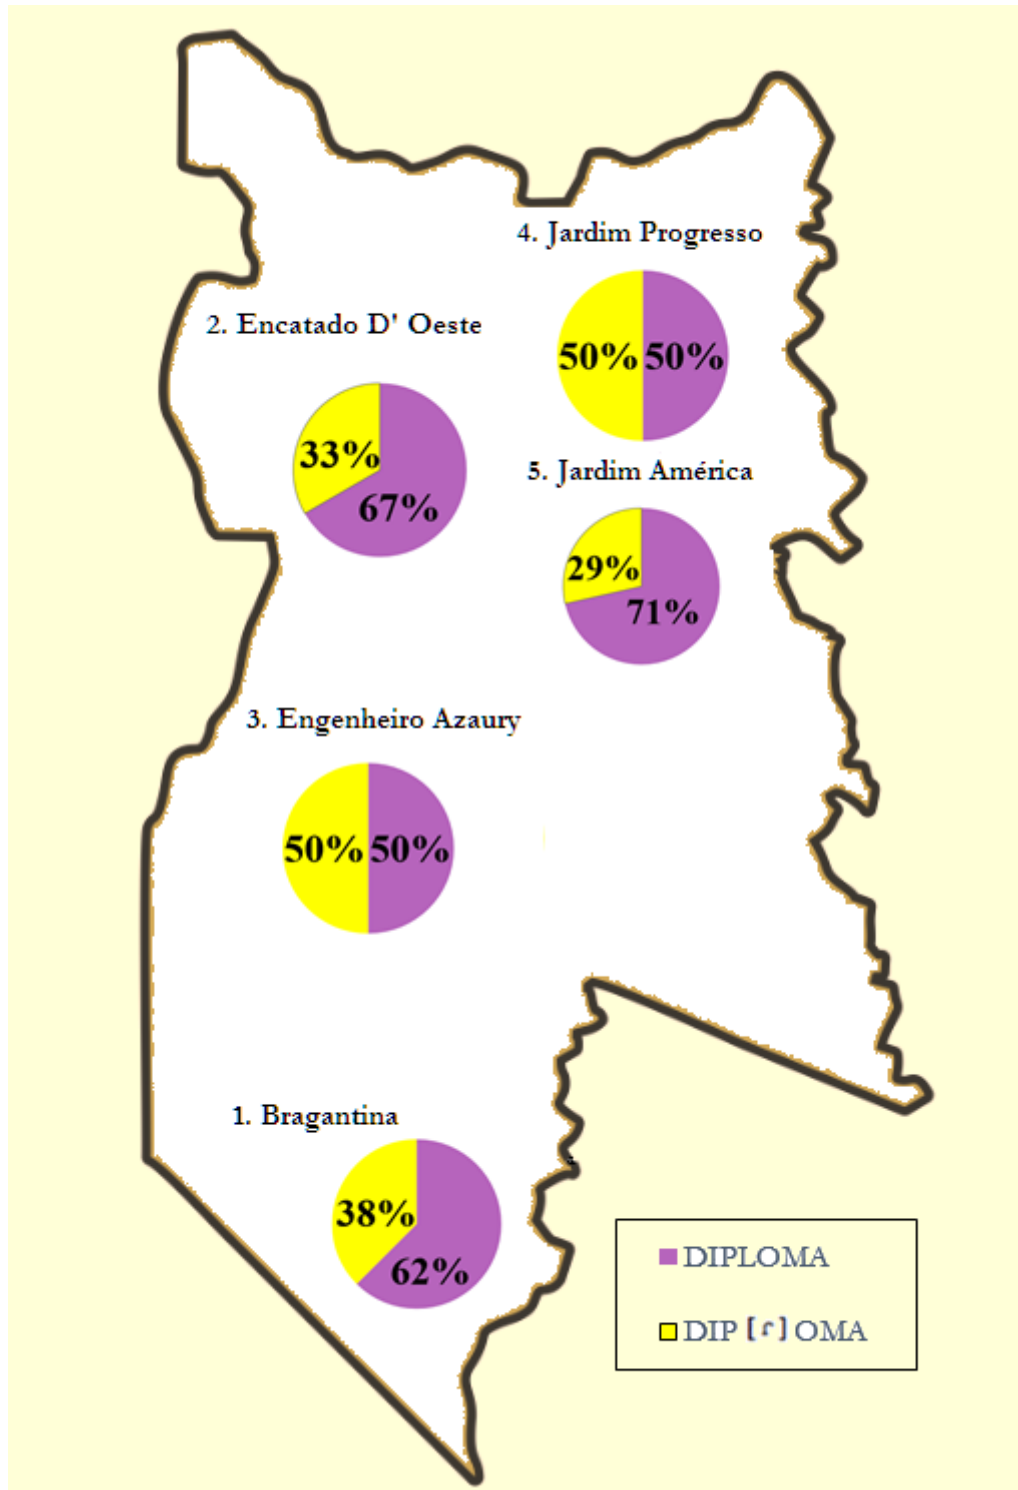 4. Jardim Progresso
50% 50%
2. Encatado D' Oeste
33%
67%
5. Jardim América
29%
71%
3. Engenheiro Azaury
50% 50%
1. Bragantina
38%
62%
DIPLOMA
DIP [ɾ] OMA